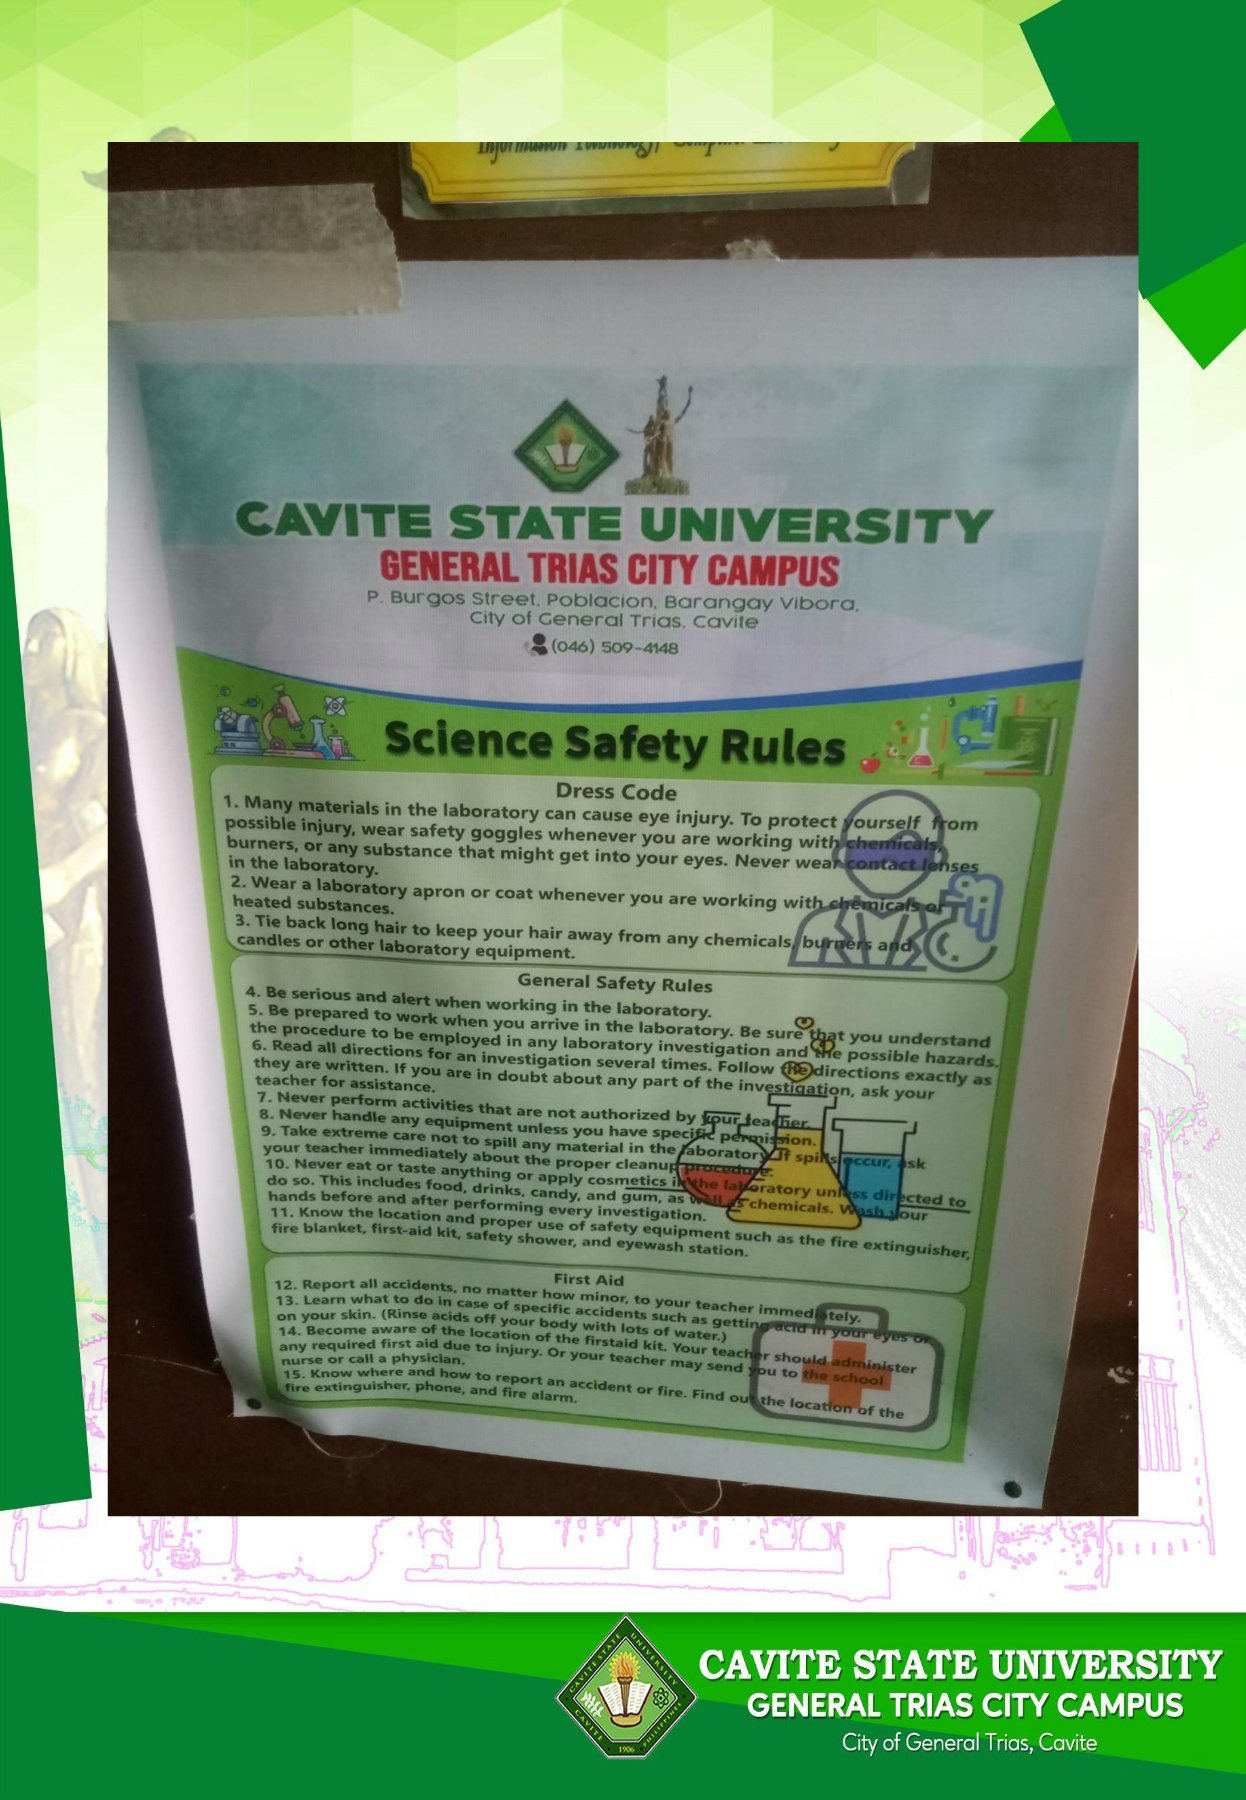 Information Technology Comput
CAVITE STATE UNIVERSITY
GENERAL TRIAS CITY CAMPUS
P. Burgos Street, Poblacion, Barangay Vibora,
City of General Trias, Cavite
(046) 509-4148
Science Safety Rules
Dress Code
1. Many materials in the laboratory can cause eye injury. To protect yourself from
possible injury, wear safety goggles whenever you are working with chemicals,
burners, or any substance that might get into your eyes. Never wear contact lenses
in the laboratory.
2. Wear a laboratory apron or coat whenever you are working with chemicals or
heated substances.
3. Tie back long hair to keep your hair away from any chemicals, burners and
candles or other laboratory equipment.
General Safety Rules
4. Be serious and alert when working in the laboratory.
5. Be prepared to work when you arrive in the laboratory. Be sure that you understand
the procedure to be employed in any laboratory investigation and the possible hazards.
6. Read all directions for an investigation several times. Follow the directions exactly as
they are written. If you are in doubt about any part of the investigation, ask your
teacher for assistance.
7. Never perform activities that are not authorized by your teacher.
8. Never handle any equipment unless you have specific permission.
9. Take extreme care not to spill any material in the laboratory. If spills occur, ask
your teacher immediately about the proper cleanup procedure.
10. Never eat or taste anything or apply cosmetics in the laboratory unless directed to
do so. This includes food, drinks, candy, and gum, as well as chemicals. Wash your
hands before and after performing every investigation.
11. Know the location and proper use of safety equipment such as the fire extinguisher,
fire blanket, first-aid kit, safety shower, and eyewash station.
First Aid
12. Report all accidents, no matter how minor, to your teacher immediately.
13. Learn what to do in case of specific accidents such as getting acid in your eyes or
on your skin. (Rinse acids off your body with lots of water.)
14. Become aware of the location of the firstaid kit. Your teacher should administer
any required first aid due to injury. Or your teacher may send you to the school
nurse or call a physician.
15. Know where and how to report an accident or fire. Find out the location of the
fire extinguisher, phone, and fire alarm.
CAVITE STATE UNIVERSITY
CAVITE PHILIPPINES
1906
CAVITE STATE UNIVERSITY
GENERAL TRIAS CITY CAMPUS
City of General Trias, Cavite